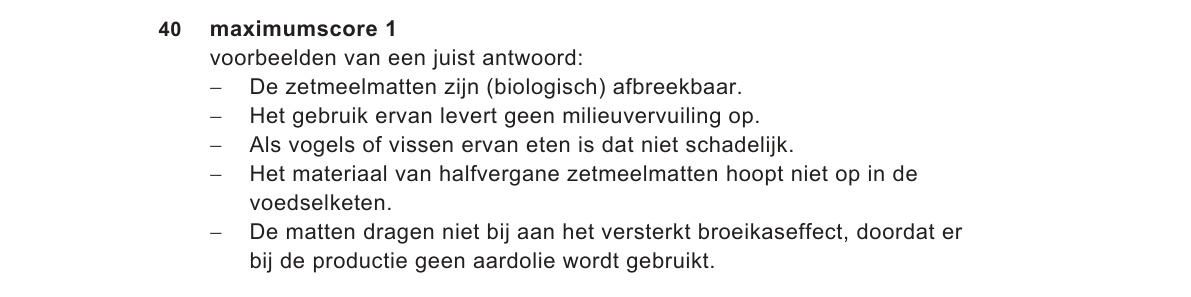 40 maximumscore 1
voorbeelden van een juist antwoord:
− De zetmeelmatten zijn (biologisch) afbreekbaar.
− Het gebruik ervan levert geen milieuvervuiling op.
− Als vogels of vissen ervan eten is dat niet schadelijk.
− Het materiaal van halfvergane zetmeelmatten hoopt niet op in de
voedselketen.
− De matten dragen niet bij aan het versterkt broeikaseffect, doordat er
bij de productie geen aardolie wordt gebruikt.